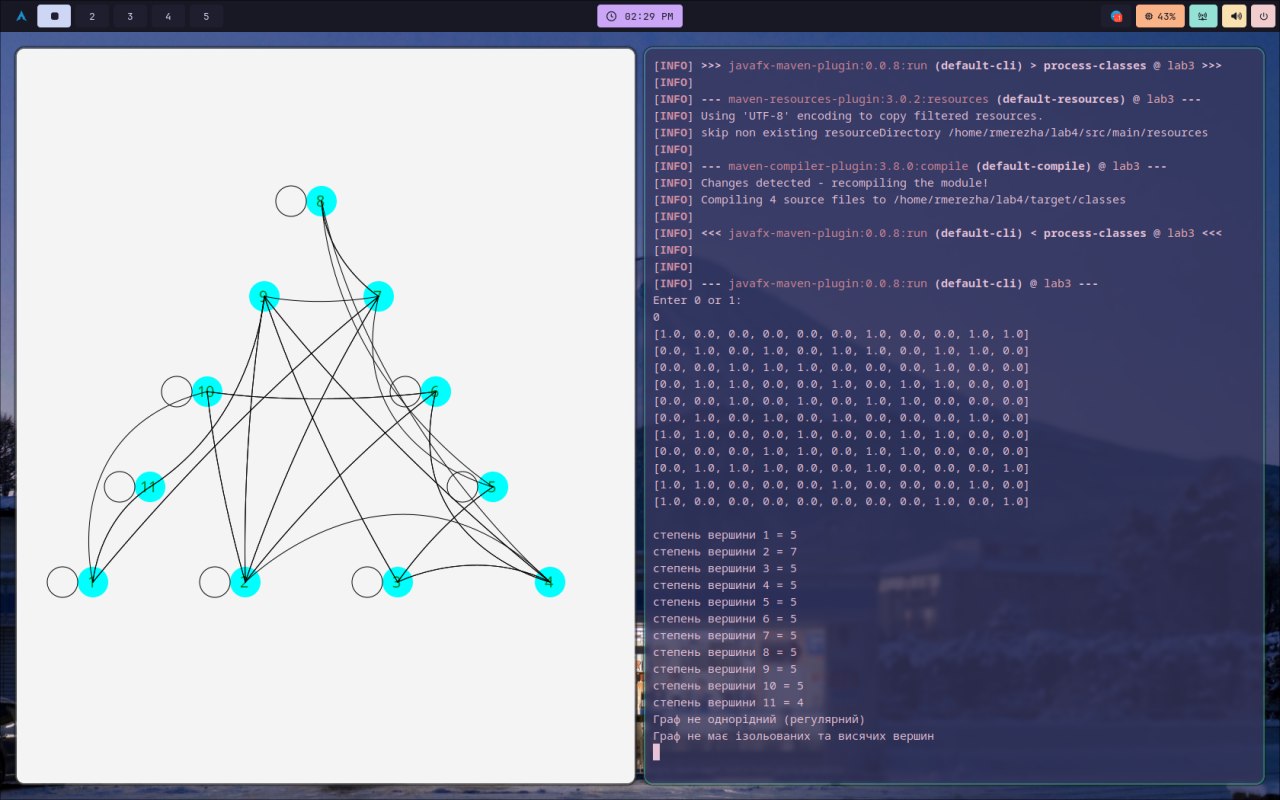 2
3
4
5
02:29 PM
43%
8
9
7
10
6
11
5
1
2
3
4
[INFO] >>> javafx-maven-plugin:0.0.8:run (default-cli) > process-classes @ lab3 >>>
[INFO]
[INFO] --- maven-resources-plugin:3.0.2:resources (default-resources) @ lab3 ---
[INFO] Using 'UTF-8' encoding to copy filtered resources.
[INFO] skip non existing resourceDirectory /home/rmerezha/lab4/src/main/resources
[INFO]
[INFO] --- maven-compiler-plugin:3.8.0:compile (default-compile) @ lab3 ---
[INFO] Changes detected - recompiling the module!
[INFO] Compiling 4 source files to /home/rmerezha/lab4/target/classes
[INFO]
[INFO] <<< javafx-maven-plugin:0.0.8:run (default-cli) < process-classes @ lab3 <<<
[INFO]
[INFO]
[INFO] --- javafx-maven-plugin:0.0.8:run (default-cli) @ lab3 ---
Enter 0 or 1:
0
[1.0, 0.0, 0.0, 0.0, 0.0, 0.0, 1.0, 0.0, 0.0, 1.0, 1.0]
[0.0, 1.0, 0.0, 1.0, 0.0, 1.0, 1.0, 0.0, 1.0, 1.0, 0.0]
[0.0, 0.0, 1.0, 1.0, 1.0, 0.0, 0.0, 0.0, 1.0, 0.0, 0.0]
[0.0, 1.0, 1.0, 0.0, 0.0, 1.0, 0.0, 1.0, 1.0, 0.0, 0.0]
[0.0, 0.0, 1.0, 0.0, 1.0, 0.0, 1.0, 1.0, 0.0, 0.0, 0.0]
[0.0, 1.0, 0.0, 1.0, 0.0, 1.0, 0.0, 0.0, 0.0, 1.0, 0.0]
[1.0, 1.0, 0.0, 0.0, 1.0, 0.0, 0.0, 1.0, 1.0, 0.0, 0.0]
[0.0, 0.0, 0.0, 1.0, 1.0, 0.0, 1.0, 1.0, 0.0, 0.0, 0.0]
[0.0, 1.0, 1.0, 1.0, 0.0, 0.0, 1.0, 0.0, 0.0, 0.0, 1.0]
[1.0, 1.0, 0.0, 0.0, 0.0, 1.0, 0.0, 0.0, 0.0, 1.0, 0.0]
[1.0, 0.0, 0.0, 0.0, 0.0, 0.0, 0.0, 0.0, 1.0, 0.0, 1.0]
степень вершини 1 = 5
степень вершини 2 = 7
степень вершини 3 = 5
степень вершини 4 = 5
степень вершини 5 = 5
степень вершини 6 = 5
степень вершини 7 = 5
степень вершини 8 = 5
степень вершини 9 = 5
степень вершини 10 = 5
степень вершини 11 = 4
Граф не однорідний (регулярний)
Граф не має ізольованих та висячих вершин